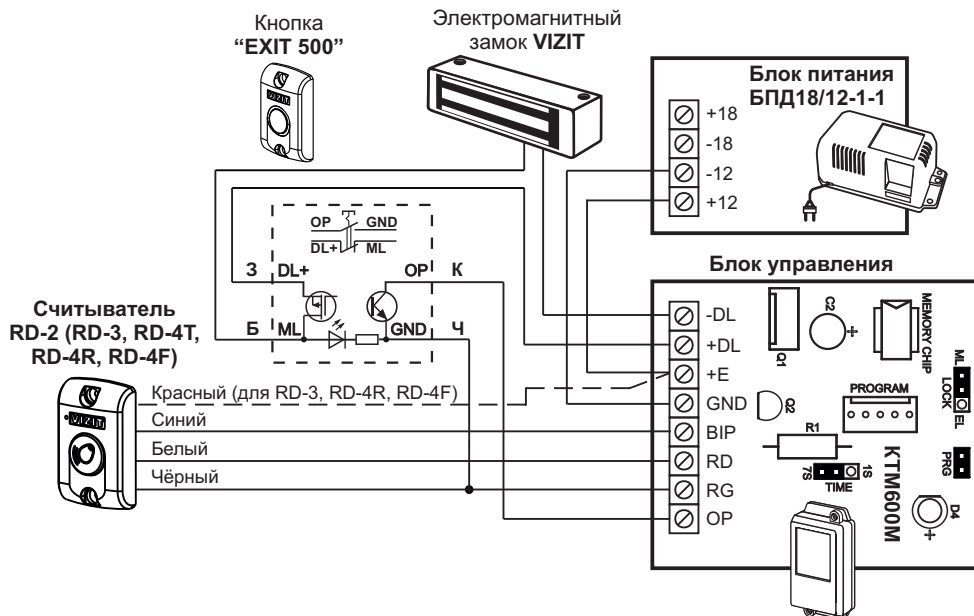 Кнопка
“EXIT 500”
Электромагнитный
замок VIZIT
Блок питания
БПД18/12-1-1
+18
-18
-12
+12
OP GND
DL+ ML
З DL+ OP К
Б ML GND Ч
Считыватель
RD-2 (RD-3, RD-4T,
RD-4R, RD-4F)
VIZIT
Красный (для RD-3, RD-4R, RD-4F)
Синий
Белый
Чёрный
Блок управления
-DL
+DL
+E
GND
BIP
RD
RG
OP
Q1
C2
+
MEMORY CHIP
ML
LOCK
EL
Q2
PROGRAM
R1
7S
1S
TIME
KTM600M
PRG
D4
+